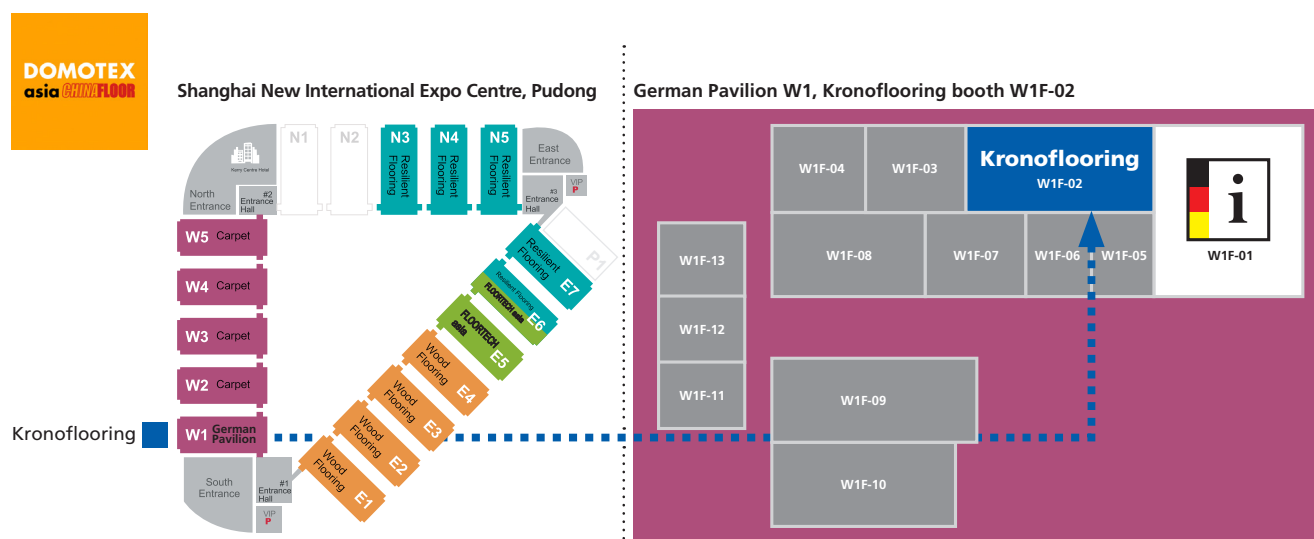 DOMOTEX
asia CHINAFLOOR
Shanghai New International Expo Centre, Pudong
German Pavilion W1, Kronoflooring booth W1F-02
N1
N2
N3
Resilient
Flooring
N4
Resilient
Flooring
N5
Resilient
Flooring
East
Entrance
Kerry Centre Hotel
North
Entrance
#2
Entrance
Hall
#3
Entrance
Hall
VIP
P
W5 Carpet
W4 Carpet
W3 Carpet
W2 Carpet
Kronoflooring
W1 German
Pavilion
South
Entrance
#1
Entrance
Hall
VIP
P
P1
Resilient
Flooring
E7
Resilient Flooring
FLOORTECH asia
E6
FLOORTECH
asia
E5
Wood
Flooring
E4
Wood
Flooring
E3
Wood
Flooring
E2
Wood
Flooring
E1
W1F-04
W1F-03
Kronoflooring
W1F-02
i
W1F-01
W1F-13
W1F-08
W1F-07
W1F-06
W1F-05
W1F-12
W1F-11
W1F-09
W1F-10